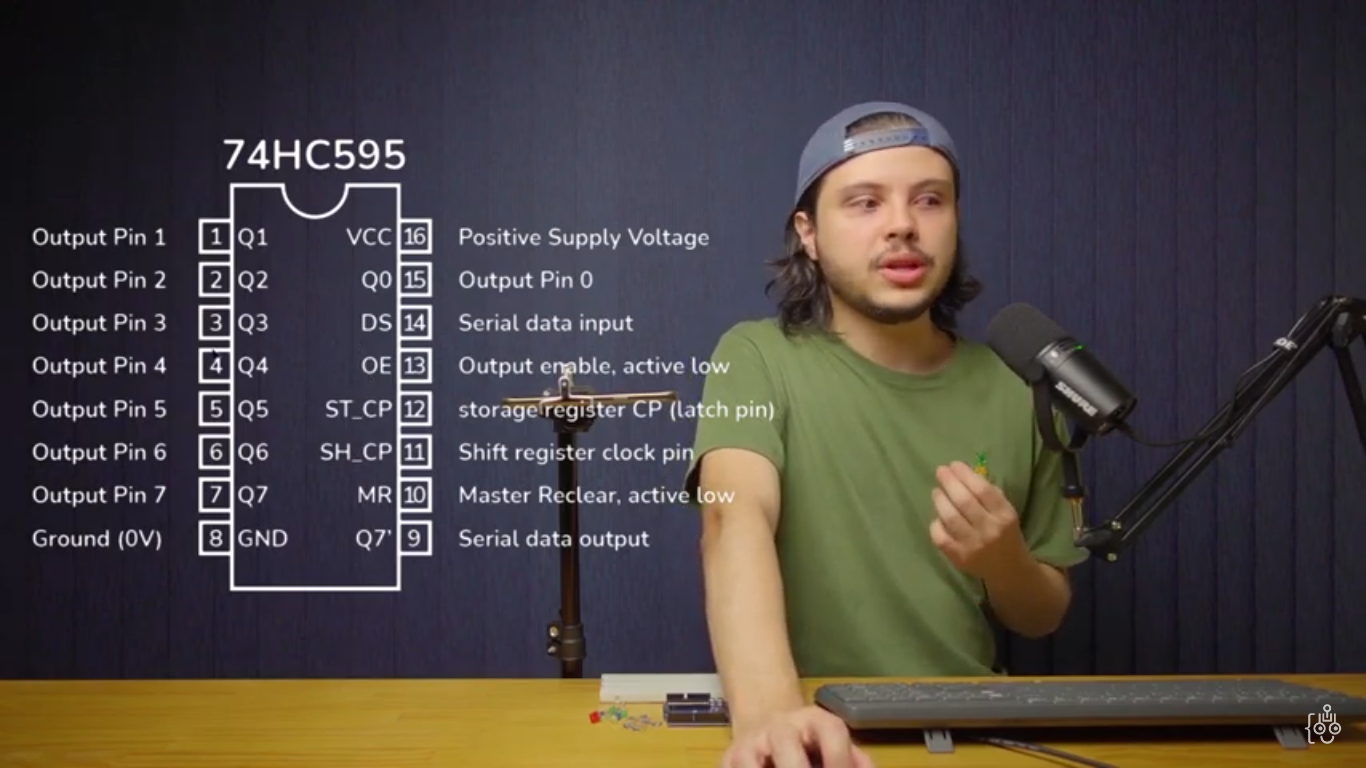 74HC595
Output Pin 1 1 Q1 VCC 16 Positive Supply Voltage
Output Pin 2 2 Q2 Q0 15 Output Pin 0
Output Pin 3 3 Q3 DS 14 Serial data input
Output Pin 4 4 Q4 OE 13 Output enable, active low
Output Pin 5 5 Q5 ST_CP 12 storage register CP (latch pin)
Output Pin 6 6 Q6 SH_CP 11 Shift register clock pin
Output Pin 7 7 Q7 MR 10 Master Reclear, active low
Ground (0V) 8 GND Q7' 9 Serial data output
SHURE